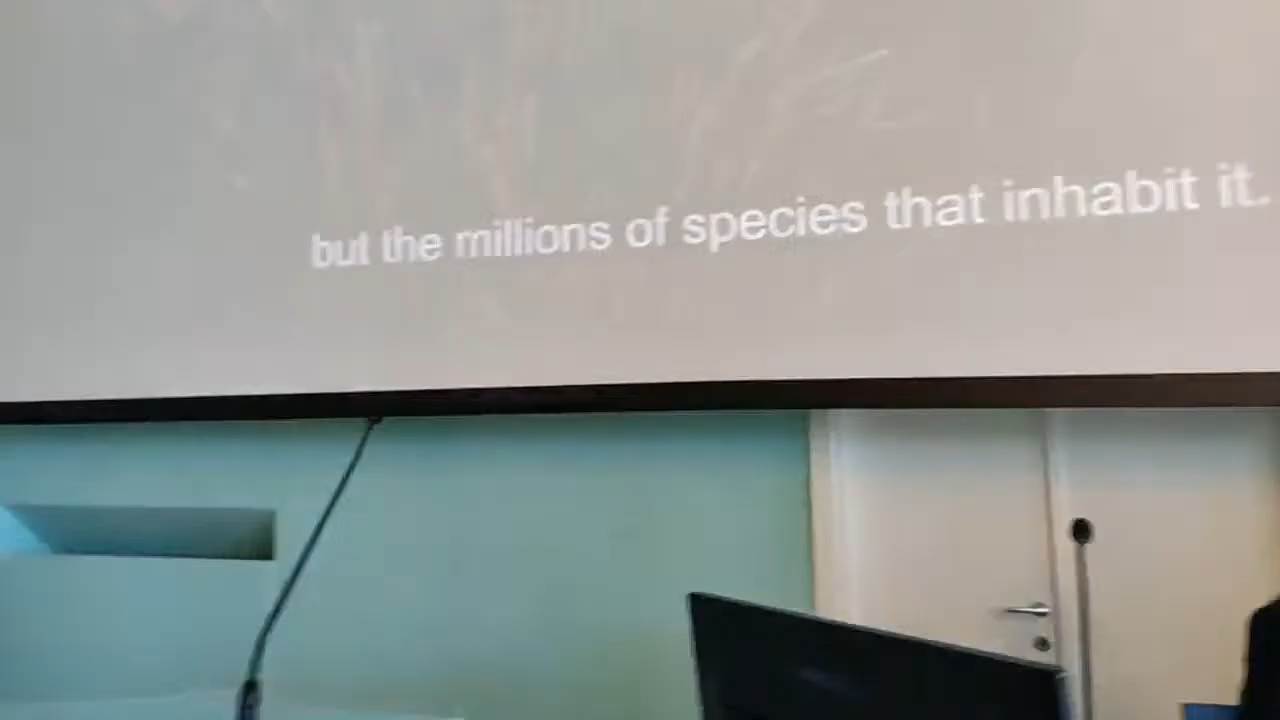 but the millions of species that inhabit it.